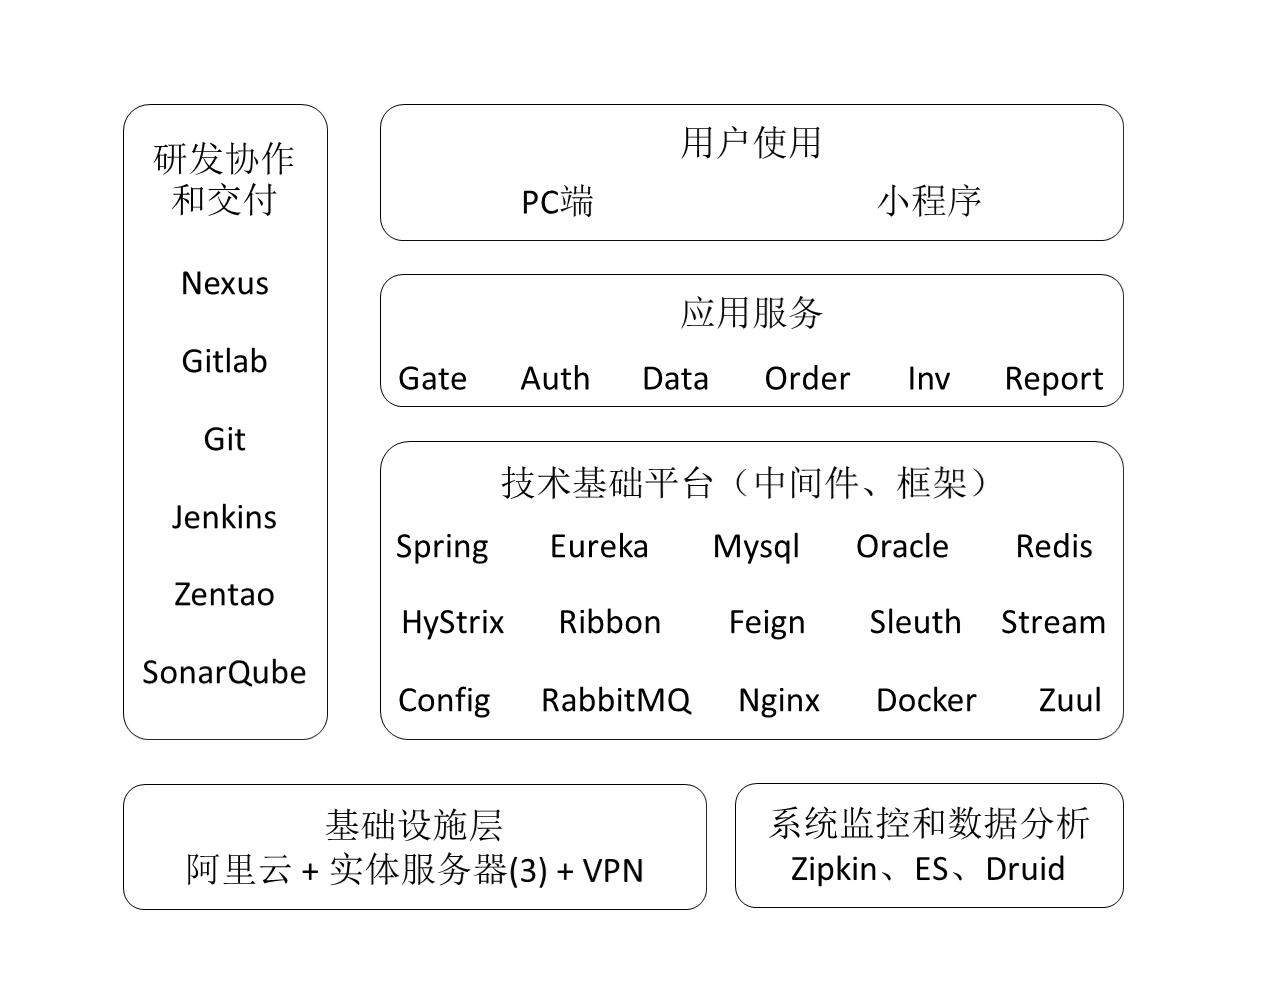 研发协作
和交付
Nexus
Gitlab
Git
Jenkins
Zentao
SonarQube
用户使用
PC端 小程序
应用服务
Gate Auth Data Order Inv Report
技术基础平台（中间件、框架）
Spring Eureka Mysql Oracle Redis
HyStrix Ribbon Feign Sleuth Stream
Config RabbitMQ Nginx Docker Zuul
基础设施层
阿里云 + 实体服务器(3) + VPN
系统监控和数据分析
Zipkin、ES、Druid